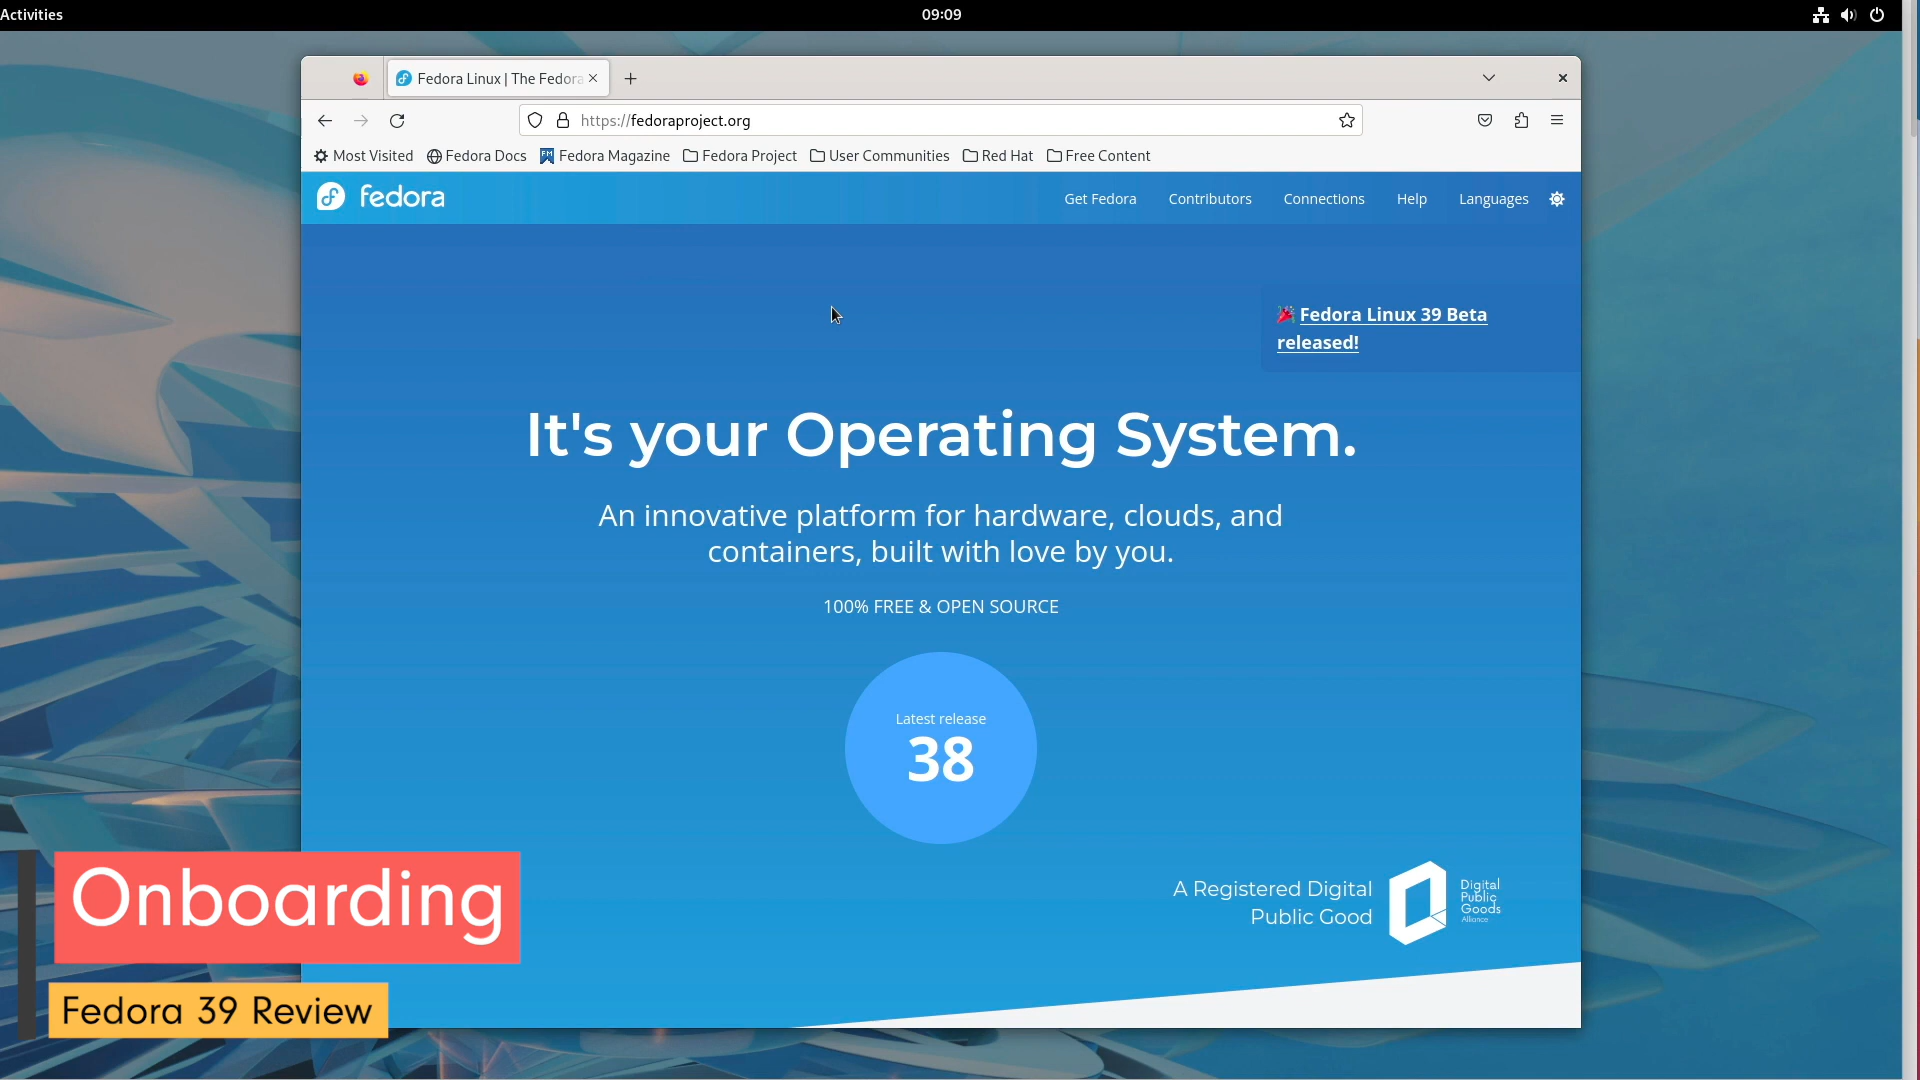 Activities
09:09
Fedora Linux | The Fedora
https://fedoraproject.org
Most Visited
Fedora Docs
FM
Fedora Magazine
Fedora Project
User Communities
Red Hat
Free Content
fedora
Get Fedora
Contributors
Connections
Help
Languages
Fedora Linux 39 Beta
released!
It's your Operating System.
An innovative platform for hardware, clouds, and
containers, built with love by you.
100% FREE & OPEN SOURCE
Latest release
38
A Registered Digital
Public Good
Digital
Public
Goods
Alliance
Onboarding
Fedora 39 Review